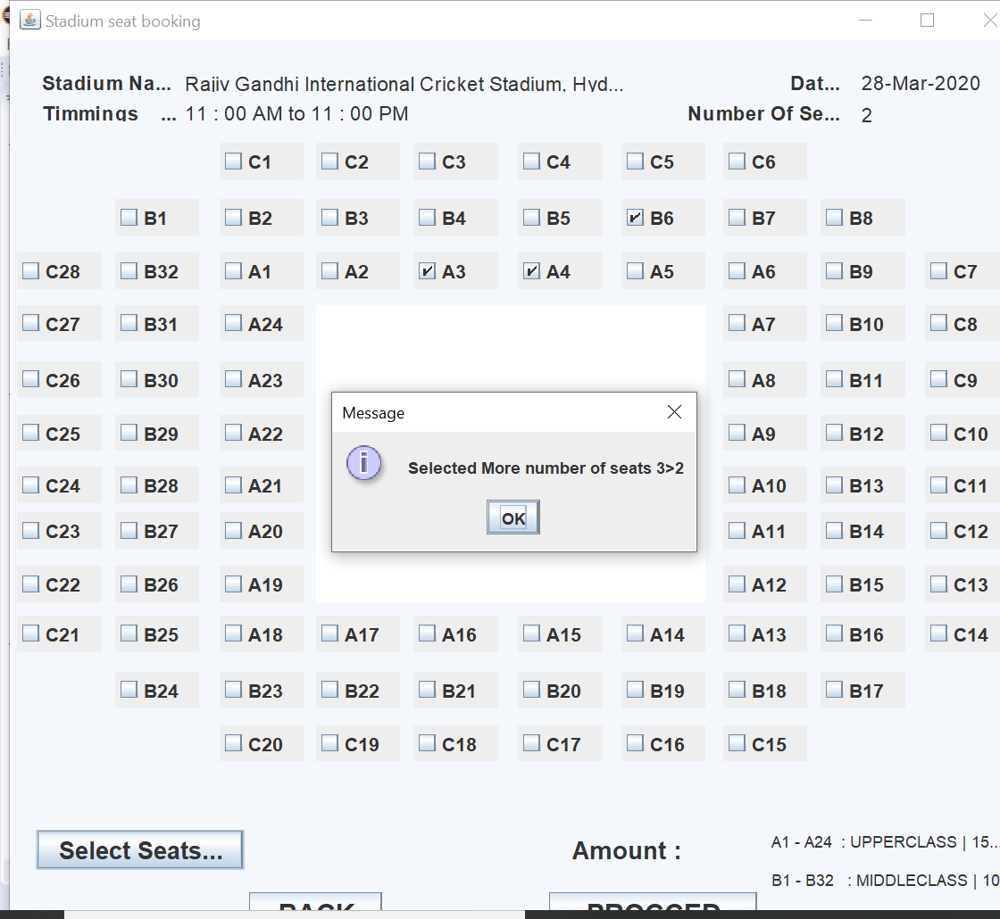 Stadium seat booking
Stadium Na... Rajiv Gandhi International Cricket Stadium, Hyd... Dat... 28-Mar-2020
Timmings ... 11 : 00 AM to 11 : 00 PM Number Of Se... 2
C1 C2 C3 C4 C5 C6
B1 B2 B3 B4 B5 B6 B7 B8
C28 B32 A1 A2 A3 A4 A5 A6 B9 C7
C27 B31 A24 A7 B10 C8
C26 B30 A23 A8 B11 C9
Message
C25 B29 A22 A9 B12 C10
Selected More number of seats 3>2
C24 B28 A21 A10 B13 C11
OK
C23 B27 A20 A11 B14 C12
C22 B26 A19 A12 B15 C13
C21 B25 A18 A17 A16 A15 A14 A13 B16 C14
B24 B23 B22 B21 B20 B19 B18 B17
C20 C19 C18 C17 C16 C15
Select Seats... Amount : A1 - A24 : UPPERCLASS | 15...
B1 - B32 : MIDDLECLASS | 10
BACK PROCCED